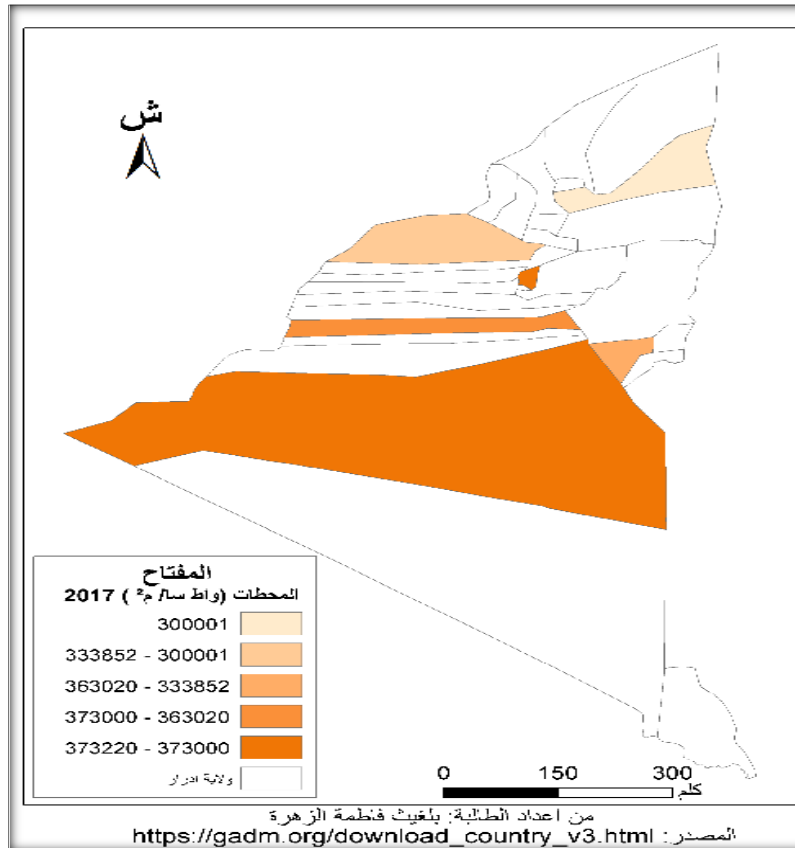 ش
المفتاح
المحطات (واط سا/ م² ) 2017
300001
333852 - 300001
363020 - 333852
373000 - 363020
373220 - 373000
ولاية ادرار
0 150 300
كلم
من اعداد الطالبة: بلغيث فاطمة الزهرة
المصدر: https://gadm.org/download_country_v3.html